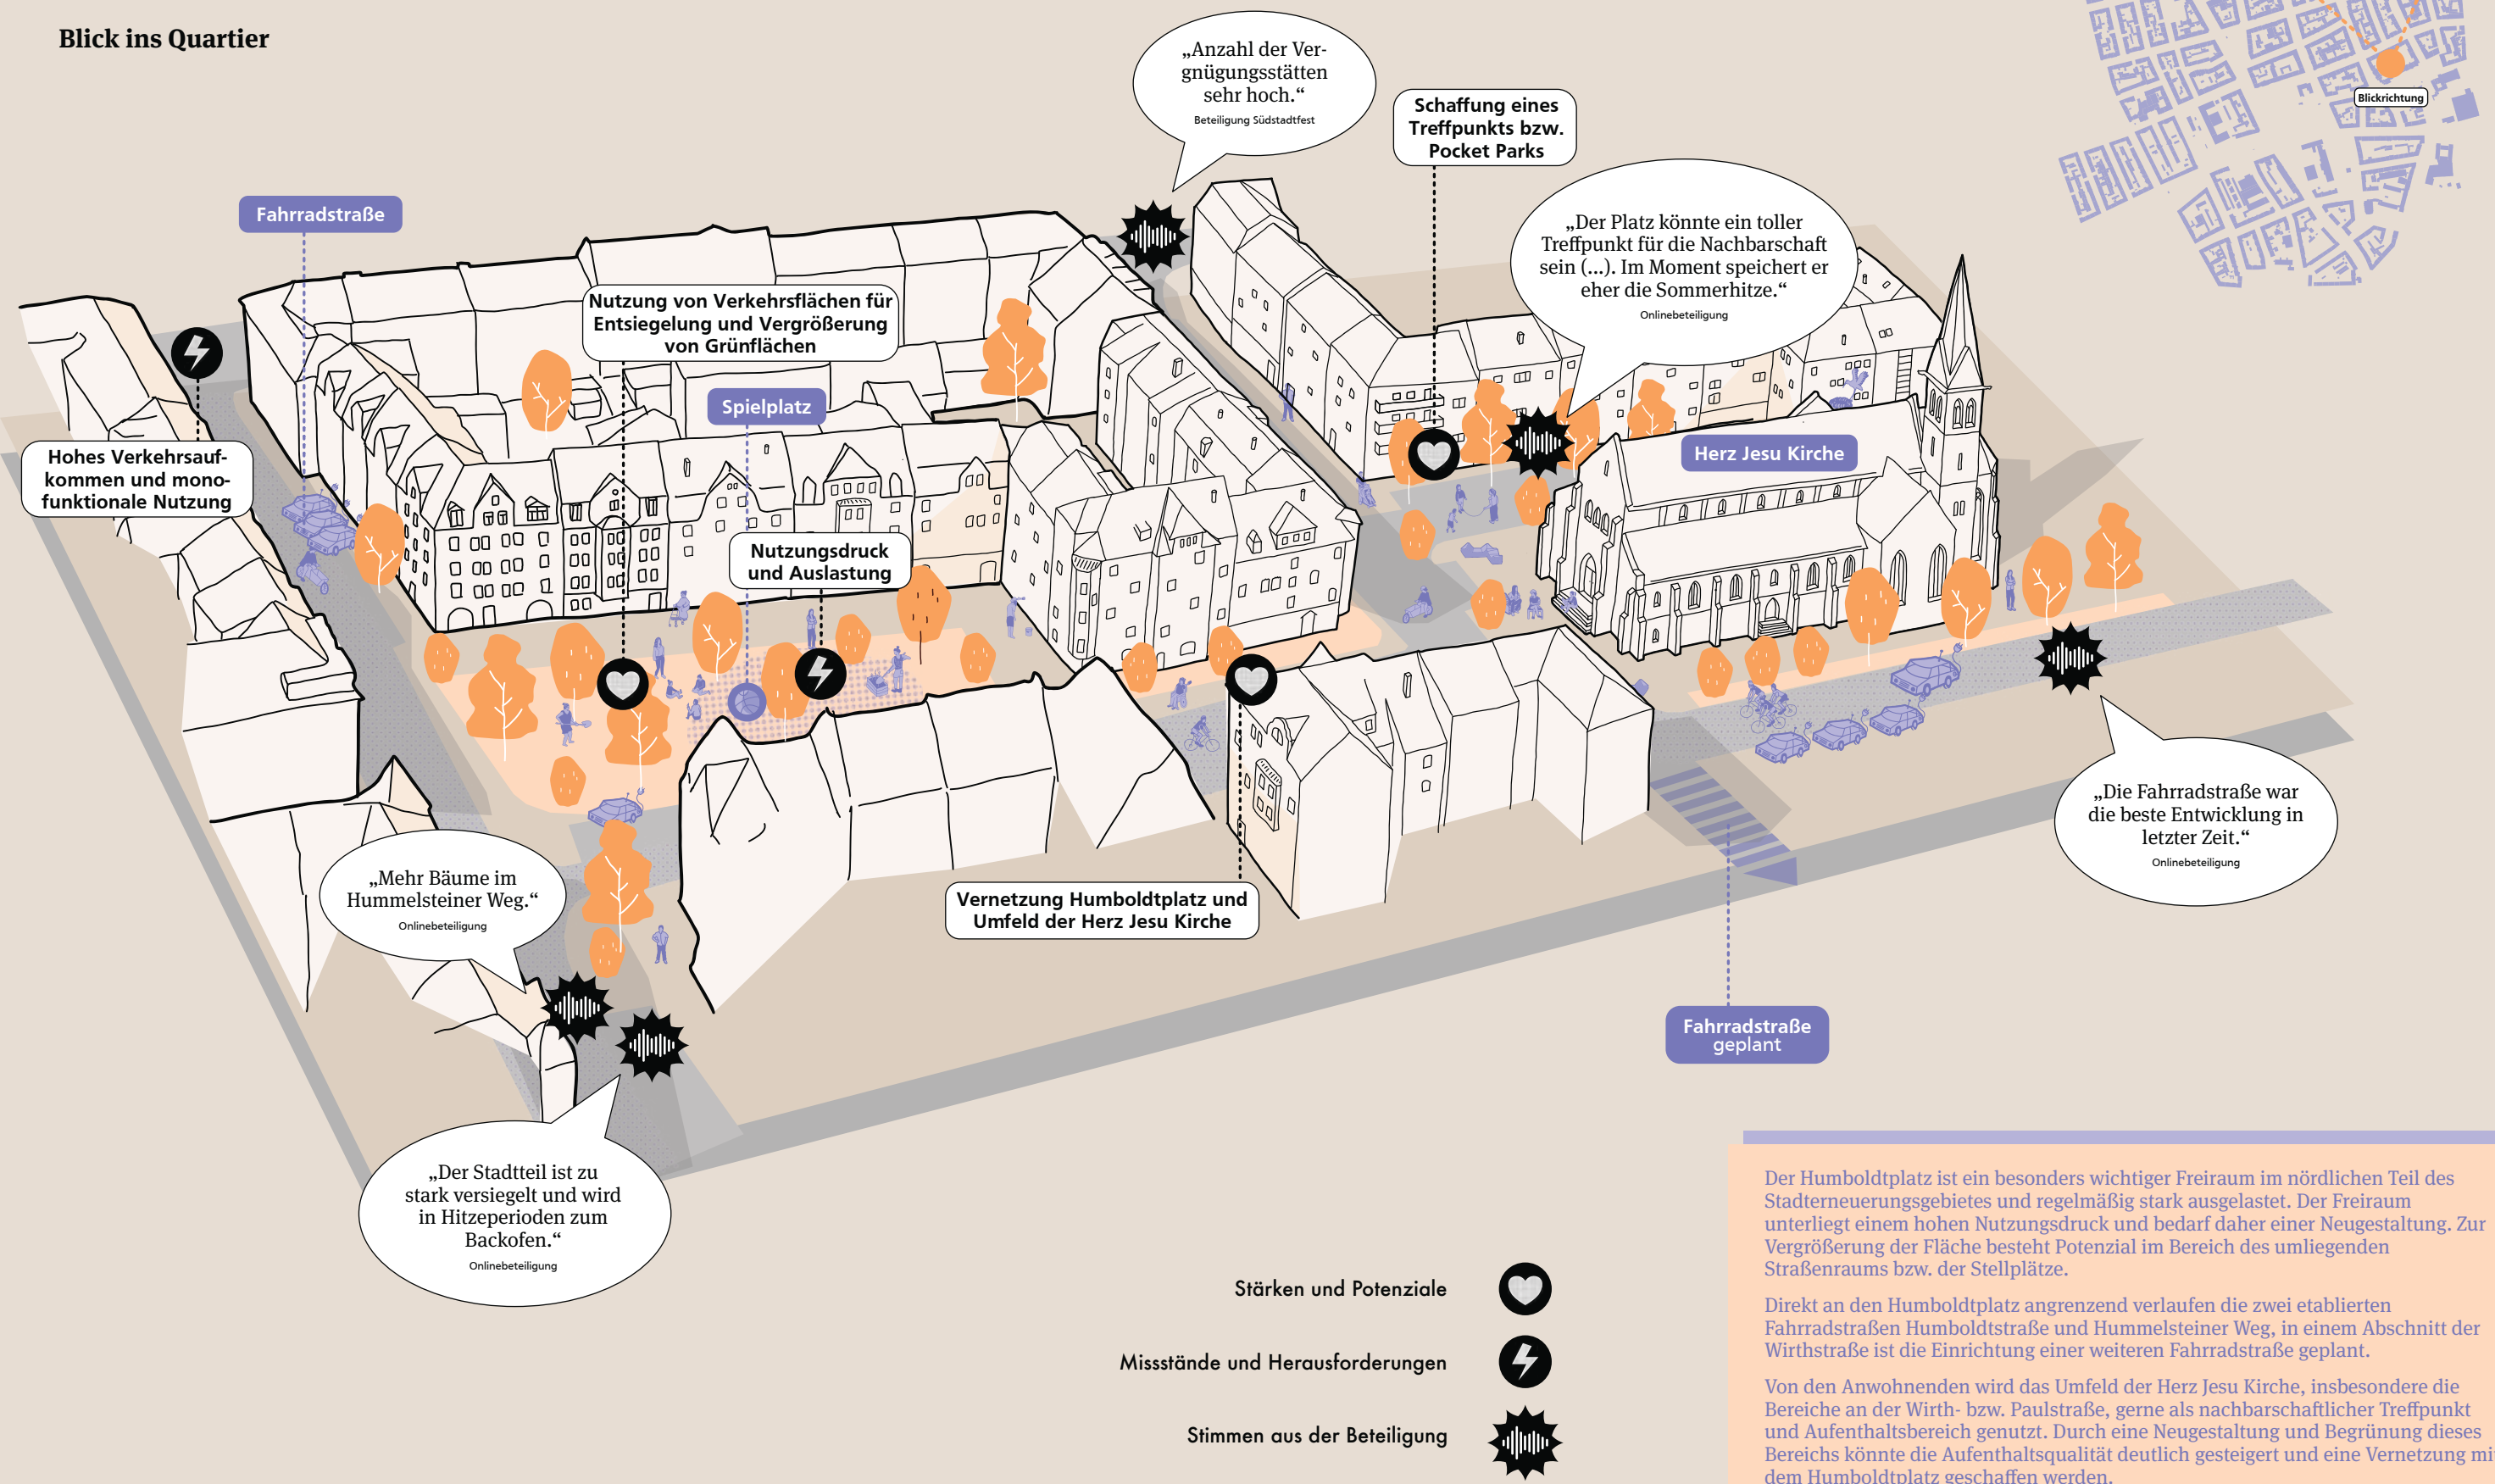 Blick ins Quartier
„Anzahl der Ver-
gnügungsstätten
sehr hoch.“
Beteiligung Südstadtfest
Blickrichtung
Schaffung eines
Treffpunkts bzw.
Pocket Parks
Fahrradstraße
„Der Platz könnte ein toller
Treffpunkt für die Nachbarschaft
sein (...). Im Moment speichert er
eher die Sommerhitze.“
Onlinebeteiligung
Nutzung von Verkehrsflächen für
Entsiegelung und Vergrößerung
von Grünflächen
Spielplatz
Herz Jesu Kirche
Hohes Verkehrsauf-
kommen und mono-
funktionale Nutzung
Nutzungsdruck
und Auslastung
„Die Fahrradstraße war
die beste Entwicklung in
letzter Zeit.“
Onlinebeteiligung
„Mehr Bäume im
Hummelsteiner Weg.“
Onlinebeteiligung
Vernetzung Humboldtplatz und
Umfeld der Herz Jesu Kirche
Fahrradstraße
geplant
„Der Stadtteil ist zu
stark versiegelt und wird
in Hitzeperioden zum
Backofen.“
Onlinebeteiligung
Stärken und Potenziale
Missstände und Herausforderungen
Stimmen aus der Beteiligung
Der Humboldtplatz ist ein besonders wichtiger Freiraum im nördlichen Teil des
Stadterneuerungsgebietes und regelmäßig stark ausgelastet. Der Freiraum
unterliegt einem hohen Nutzungsdruck und bedarf daher einer Neugestaltung. Zur
Vergrößerung der Fläche besteht Potenzial im Bereich des umliegenden
Straßenraums bzw. der Stellplätze.
Direkt an den Humboldtplatz angrenzend verlaufen die zwei etablierten
Fahrradstraßen Humboldtstraße und Hummelsteiner Weg, in einem Abschnitt der
Wirthstraße ist die Einrichtung einer weiteren Fahrradstraße geplant.
Von den Anwohnenden wird das Umfeld der Herz Jesu Kirche, insbesondere die
Bereiche an der Wirth- bzw. Paulstraße, gerne als nachbarschaftlicher Treffpunkt
und Aufenthaltsbereich genutzt. Durch eine Neugestaltung und Begrünung dieses
Bereichs könnte die Aufenthaltsqualität deutlich gesteigert und eine Vernetzung mi
dem Humboldtplatz geschaffen werden.